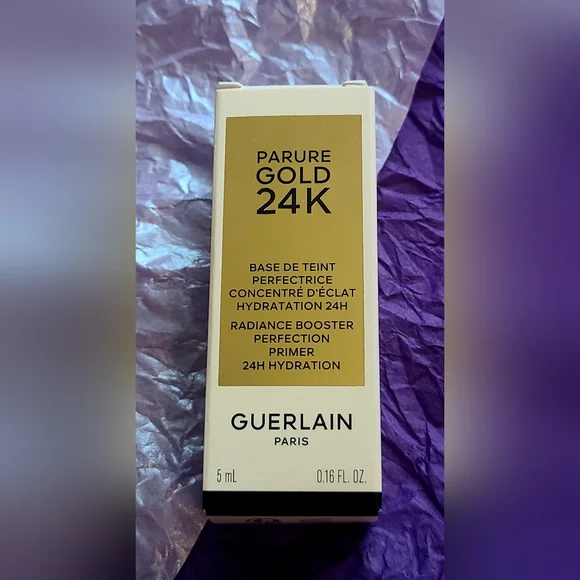 PARURE
GOLD
24K
BASE DE TEINT
PERFECTRICE
CONCENTRÉ D'ÉCLAT
HYDRATATION 24H
RADIANCE BOOSTER
PERFECTION
PRIMER
24H HYDRATION
GUERLAIN
PARIS
5 mL 0.16 FL. OZ.